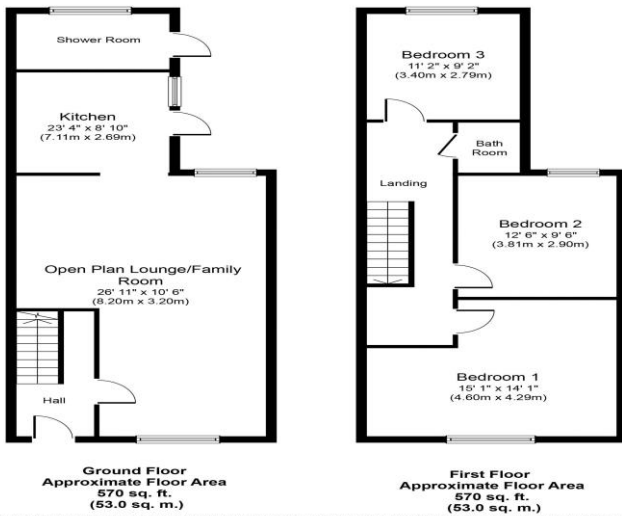 Shower Room
Kitchen
23' 4" x 8' 10"
(7.11m x 2.69m)
Open Plan Lounge/Family
Room
26' 11" x 10' 6"
(8.20m x 3.20m)
Hall
Ground Floor
Approximate Floor Area
570 sq. ft.
(53.0 sq. m.)
Bedroom 3
11' 2" x 9' 2"
(3.40m x 2.79m)
Bath
Room
Landing
Bedroom 2
12' 6" x 9' 6"
(3.81m x 2.90m)
Bedroom 1
15' 1" x 14' 1"
(4.60m x 4.29m)
First Floor
Approximate Floor Area
570 sq. ft.
(53.0 sq. m.)